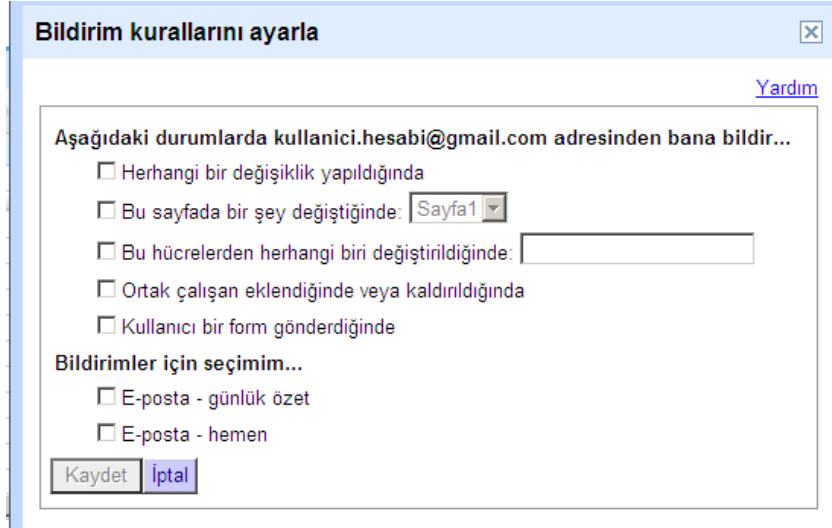 Bildirim kurallarını ayarla
Yardım
Aşağıdaki durumlarda kullanici.hesabi@gmail.com adresinden bana bildir...
Herhangi bir değişiklik yapıldığında
Bu sayfada bir şey değiştiğinde: Sayfa1
Bu hücrelerden herhangi biri değiştirildiğinde:
Ortak çalışan eklendiğinde veya kaldırıldığında
Kullanıcı bir form gönderdiğinde
Bildirimler için seçimim...
E-posta - günlük özet
E-posta - hemen
Kaydet İptal